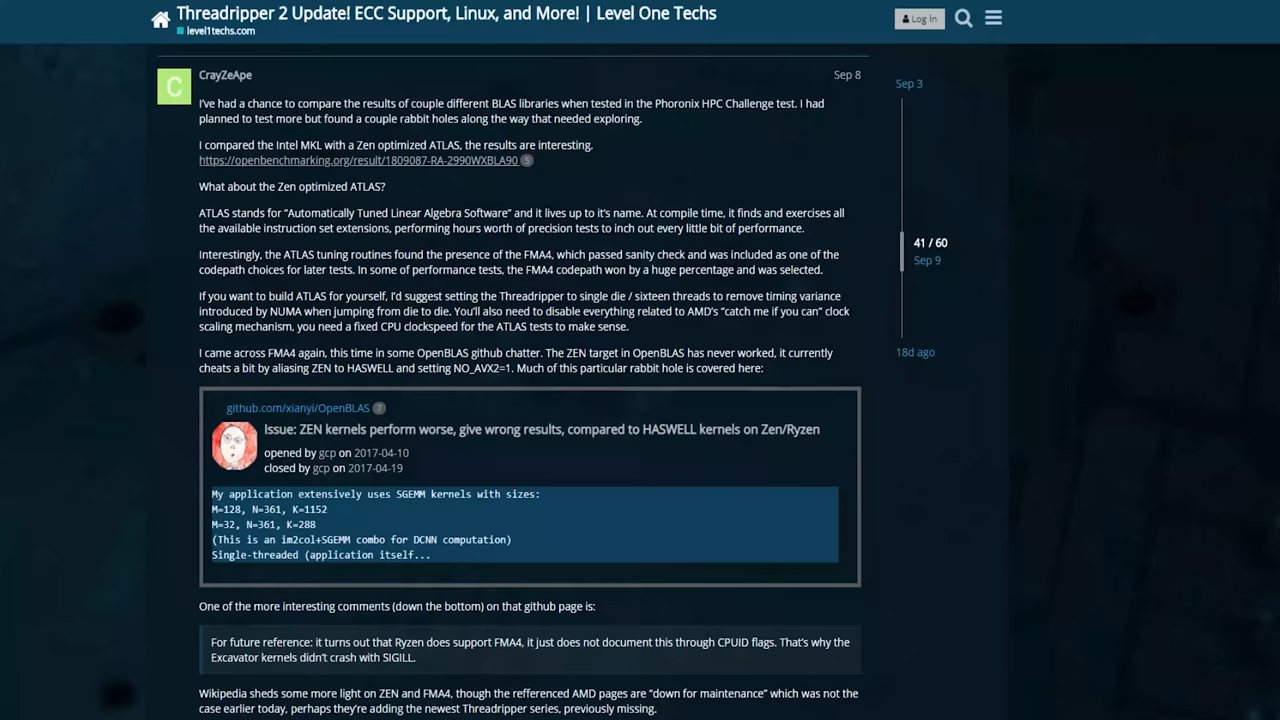 Threadripper 2 Update! ECC Support, Linux, and More! | Level One Techs
level1techs.com
Log In
C
CrayZeApe
Sep 8
I've had a chance to compare the results of couple different BLAS libraries when tested in the Phoronix HPC Challenge test. I had
planned to test more but found a couple rabbit holes along the way that needed exploring.
I compared the Intel MKL with a Zen optimized ATLAS, the results are interesting.
https://openbenchmarking.org/result/1809087-RA-2990WXBLA90 5
What about the Zen optimized ATLAS?
ATLAS stands for “Automatically Tuned Linear Algebra Software” and it lives up to it's name. At compile time, it finds and exercises all
the available instruction set extensions, performing hours worth of precision tests to inch out every little bit of performance.
Interestingly, the ATLAS tuning routines found the presence of the FMA4, which passed sanity check and was included as one of the
codepath choices for later tests. In some of performance tests, the FMA4 codepath won by a huge percentage and was selected.
If you want to build ATLAS for yourself, I'd suggest setting the Threadripper to single die / sixteen threads to remove timing variance
introduced by NUMA when jumping from die to die. You'll also need to disable everything related to AMD's “catch me if you can” clock
scaling mechanism, you need a fixed CPU clockspeed for the ATLAS tests to make sense.
I came across FMA4 again, this time in some OpenBLAS github chatter. The ZEN target in OpenBLAS has never worked, it currently
cheats a bit by aliasing ZEN to HASWELL and setting NO_AVX2=1. Much of this particular rabbit hole is covered here:
github.com/xianyi/OpenBLAS 7
Issue: ZEN kernels perform worse, give wrong results, compared to HASWELL kernels on Zen/Ryzen
opened by gcp on 2017-04-10
closed by gcp on 2017-04-19
My application extensively uses SGEMM kernels with sizes:
M=128, N=361, K=1152
M=32, N=361, K=288
(This is an im2col+SGEMM combo for DCNN computation)
Single-threaded (application itself...
One of the more interesting comments (down the bottom) on that github page is:
For future reference: it turns out that Ryzen does support FMA4, it just does not document this through CPUID flags. That's why the
Excavator kernels didn't crash with SIGILL.
Wikipedia sheds some more light on ZEN and FMA4, though the refferenced AMD pages are “down for maintenance” which was not the
case earlier today, perhaps they're adding the newest Threadripper series, previously missing.
Sep 3
41 / 60
Sep 9
18d ago